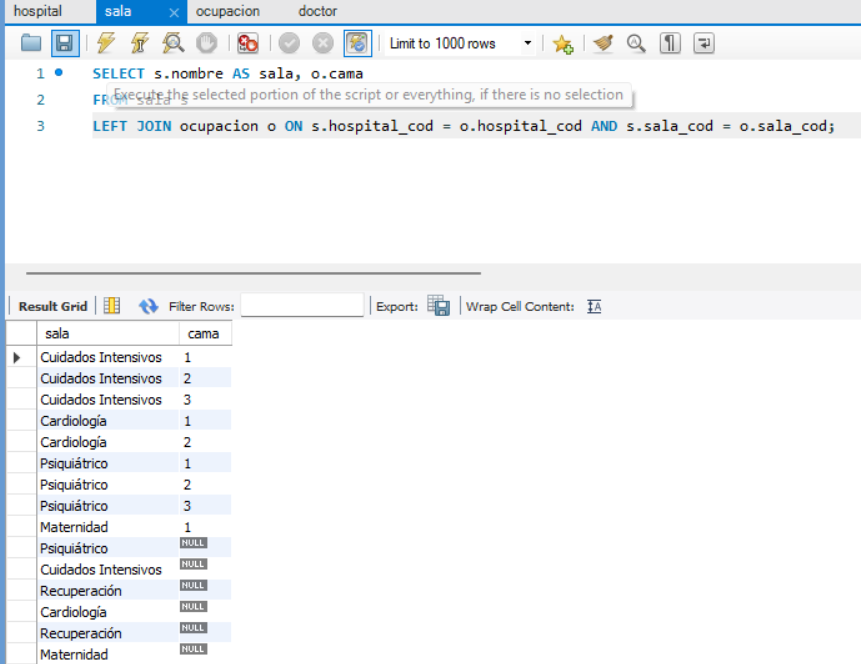 hospital sala ocupacion doctor
Limit to 1000 rows
1 SELECT s.nombre AS sala, o.cama
Execute the selected portion of the script or everything, if there is no selection
2 FROM sala s
3 LEFT JOIN ocupacion o ON s.hospital_cod = o.hospital_cod AND s.sala_cod = o.sala_cod;
Result Grid Filter Rows: Export: Wrap Cell Content: IA
sala cama
Cuidados Intensivos 1
Cuidados Intensivos 2
Cuidados Intensivos 3
Cardiología 1
Cardiología 2
Psiquiátrico 1
Psiquiátrico 2
Psiquiátrico 3
Maternidad 1
Psiquiátrico NULL
Cuidados Intensivos NULL
Recuperación NULL
Cardiología NULL
Recuperación NULL
Maternidad NULL